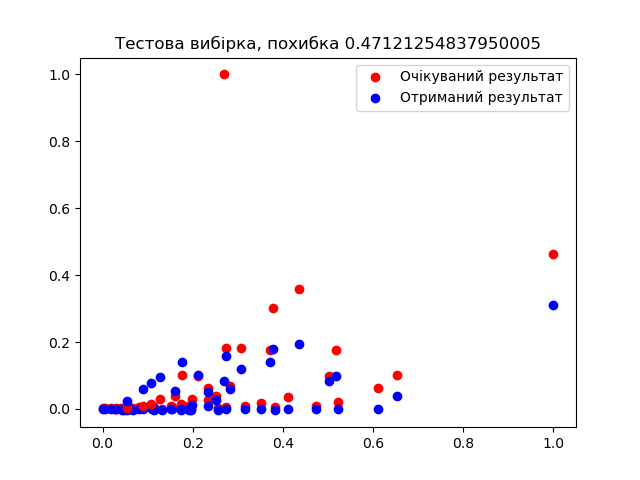 Тестова вибірка, похибка 0.47121254837950005
Очікуваний результат
Отриманий результат
1.0
0.8
0.6
0.4
0.2
0.0
0.0 0.2 0.4 0.6 0.8 1.0